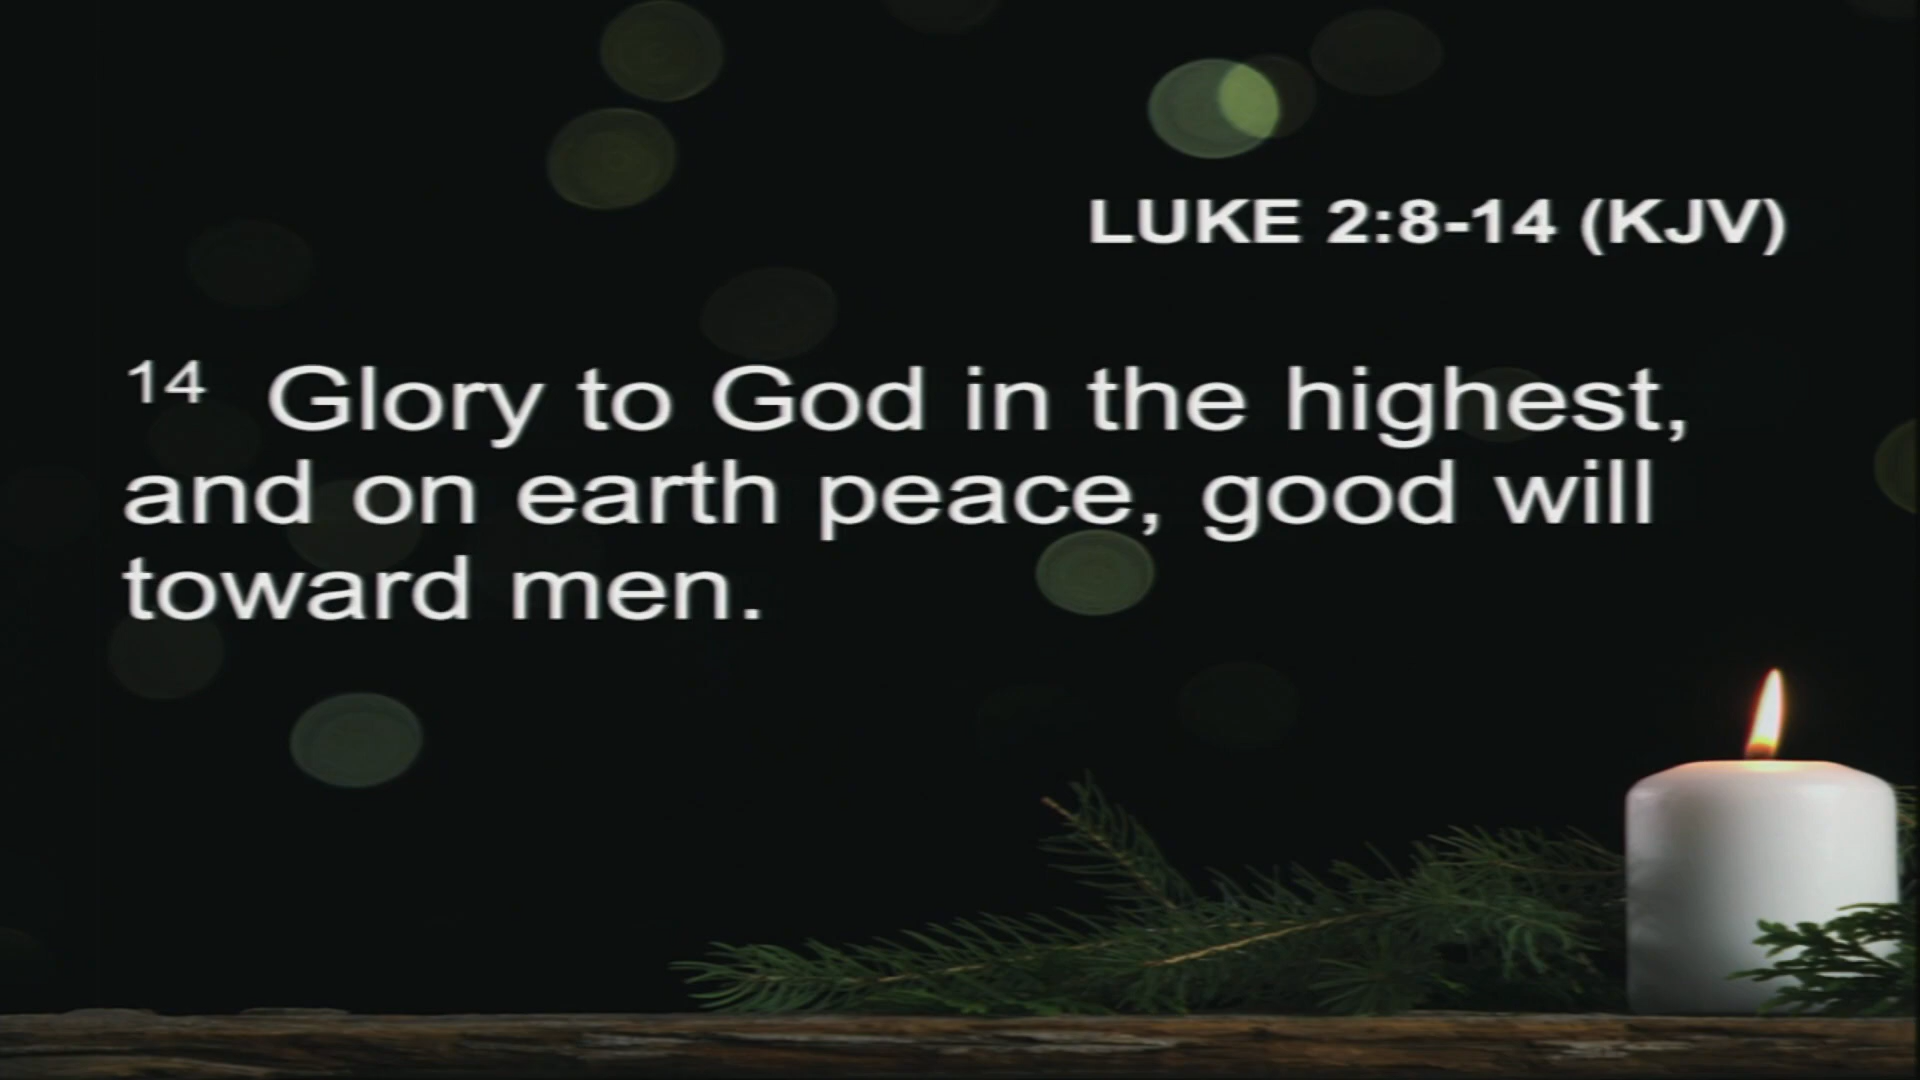 LUKE 2:8-14 (KJV)
14 Glory to God in the highest,
and on earth peace, good will
toward men.